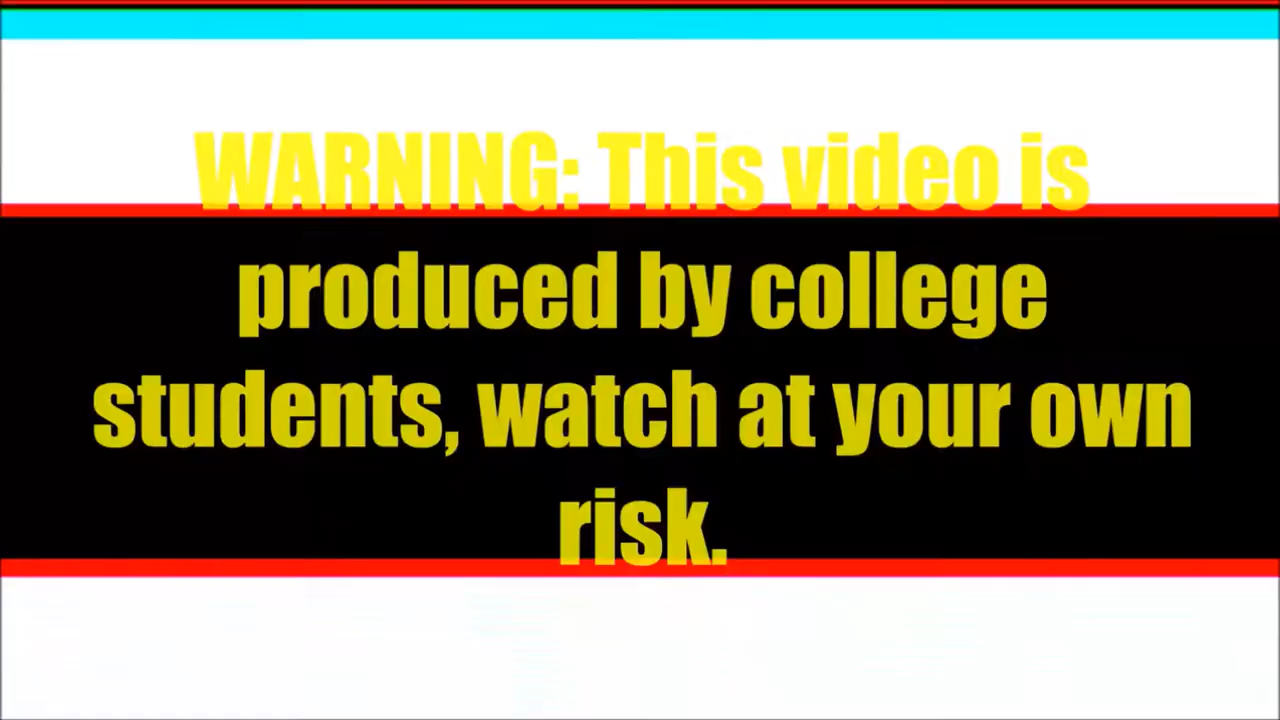 WARNING: This video is
produced by college
students, watch at your own
risk.